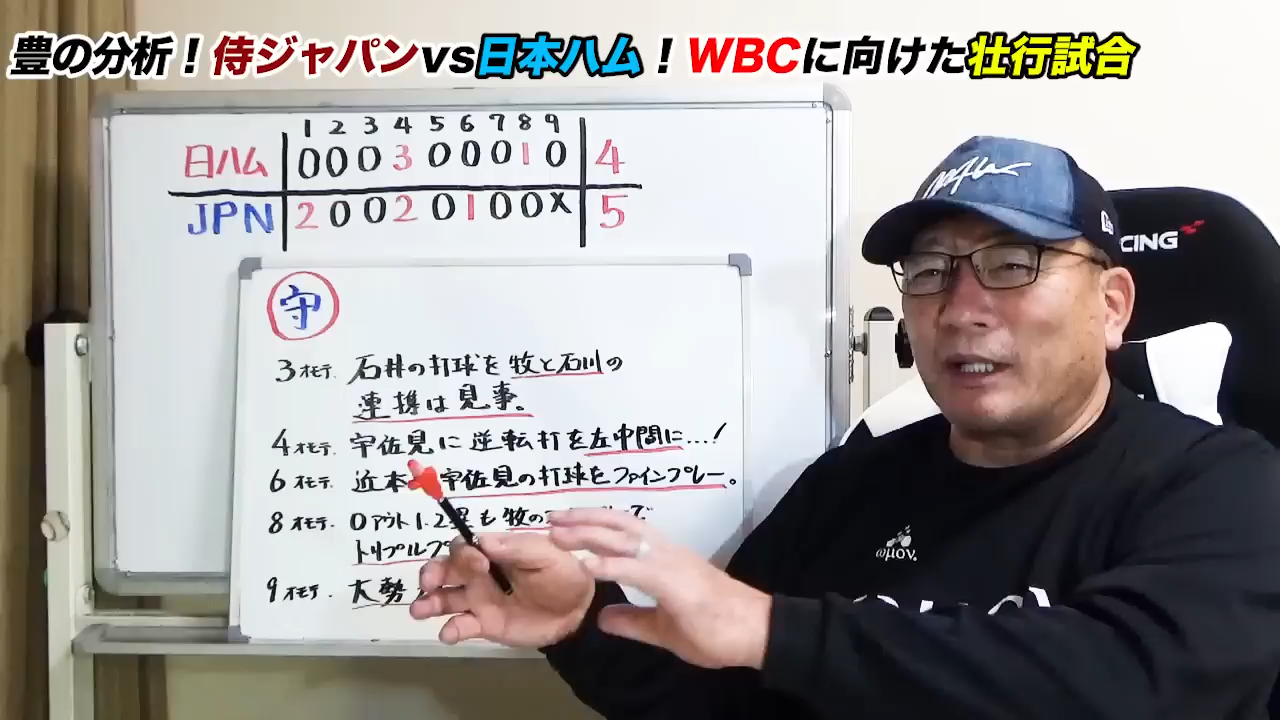 豊の分析！侍ジャパンvs日本ハム！WBCに向けた壮行試合
1 2 3 4 5 6 7 8 9
日ハム 0 0 0 3 0 0 0 1 0 4
JPN 2 0 0 2 0 1 0 0 X 5
守
3オモテ. 石井の打球を牧と石川の
連携は見事。
4オモテ. 宇佐見に逆転打を左中間に…!
6オモテ. 近本 宇佐見の打球をファインプレー。
8オモテ. 0アウト1.2塁も牧の で
トリプルプ
9オモテ. 大勢
CING
ωμον.